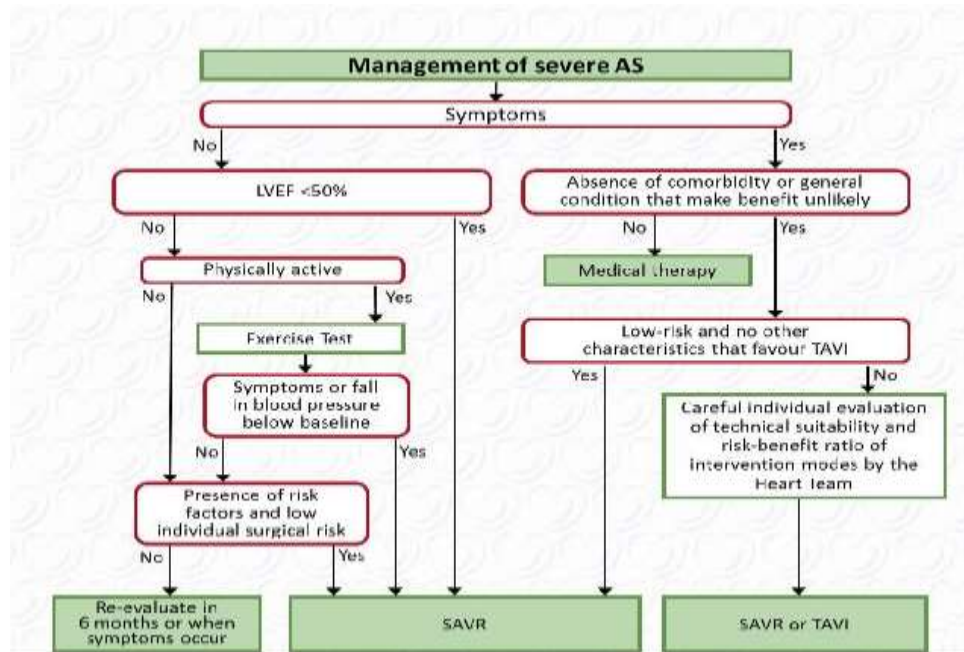 Management of severe AS
Symptoms
No
Yes
LVEF <50%
Absence of comorbidity or general
condition that make benefit unlikely
No
Yes
No
Yes
Physically active
Medical therapy
No
Yes
Exercise Test
Low-risk and no other
characteristics that favour TAVI
Yes
No
Symptoms or fall
in blood pressure
below baseline
Careful individual evaluation
of technical suitability and
risk-benefit ratio of
intervention modes by the
Heart Team
No
Yes
Presence of risk
factors and low
individual surgical risk
No
Yes
Re-evaluate in
6 months or when
symptoms occur
SAVR
SAVR or TAVI